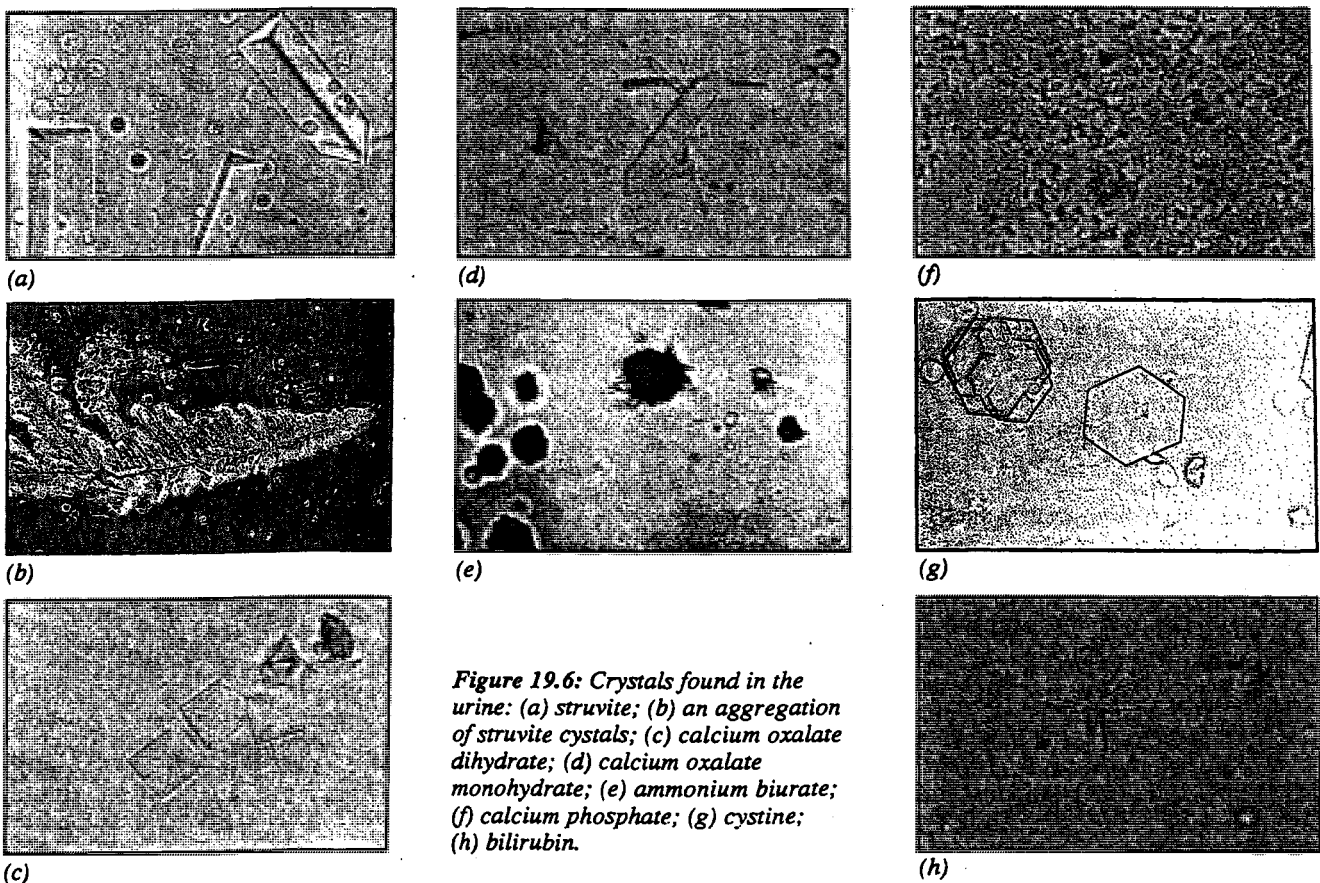 (a)
(d)
(f)
(b)
(e)
(g)
(c)
Figure 19.6: Crystals found in the
urine: (a) struvite; (b) an aggregation
of struvite cystals; (c) calcium oxalate
dihydrate; (d) calcium oxalate
monohydrate; (e) ammonium biurate;
(f) calcium phosphate; (g) cystine;
(h) bilirubin.
(h)